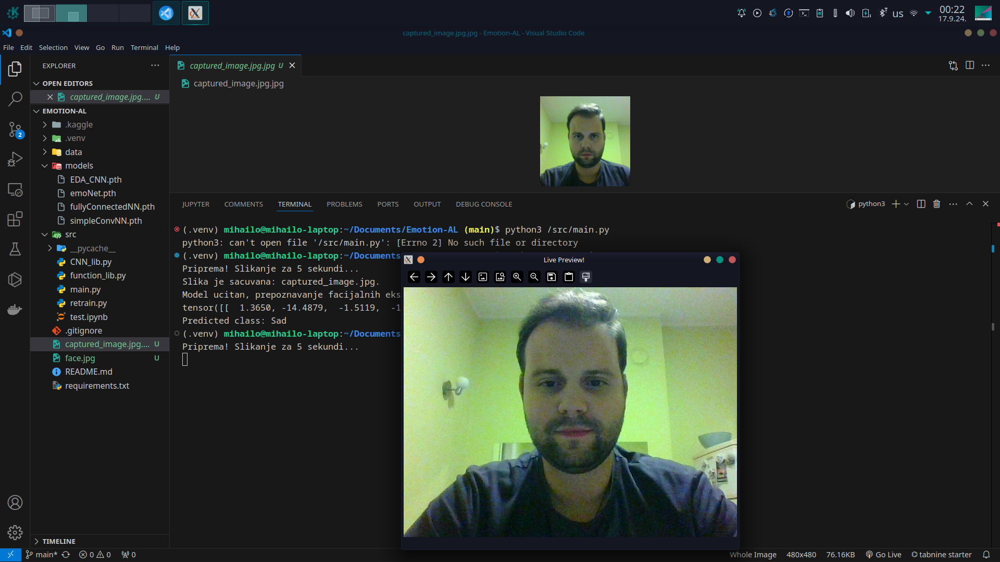 us
00:22
17.9.24.
captured_image.jpg.jpg - Emotion-AL - Visual Studio Code
File Edit Selection View Go Run Terminal Help
EXPLORER
OPEN EDITORS
captured_image.jpg.... U
EMOTION-AL
.kaggle
.venv
data
models
EDA_CNN.pth
emoNet.pth
fullyConnectedNN.pth
simpleConvNN.pth
src
__pycache__
CNN_lib.py
function_lib.py
main.py
retrain.py
test.ipynb
.gitignore
captured_image.jpg.... U
face.jpg U
README.md
requirements.txt
TIMELINE
2
captured_image.jpg.jpg U
captured_image.jpg.jpg
JUPYTER COMMENTS TERMINAL PROBLEMS PORTS OUTPUT DEBUG CONSOLE
python3
(.venv) mihailo@mihailo-laptop:~/Documents/Emotion-AL (main)$ python3 /src/main.py
python3: can't open file '/src/main.py': [Errno 2] No such file or directory
(.venv) mihailo@mihailo-laptop:~/Documents
Priprema! Slikanje za 5 sekundi...
Slika je sacuvana: captured_image.jpg.
Model ucitan, prepoznavanje facijalnih eks
tensor([[  1.3650, -14.4879,  -1.5119,  -1
Predicted class: Sad
(.venv) mihailo@mihailo-laptop:~/Documents
Priprema! Slikanje za 5 sekundi...
Live Preview!
main* 0 0 0
Whole Image 480x480 76.16KB Go Live tabnine starter